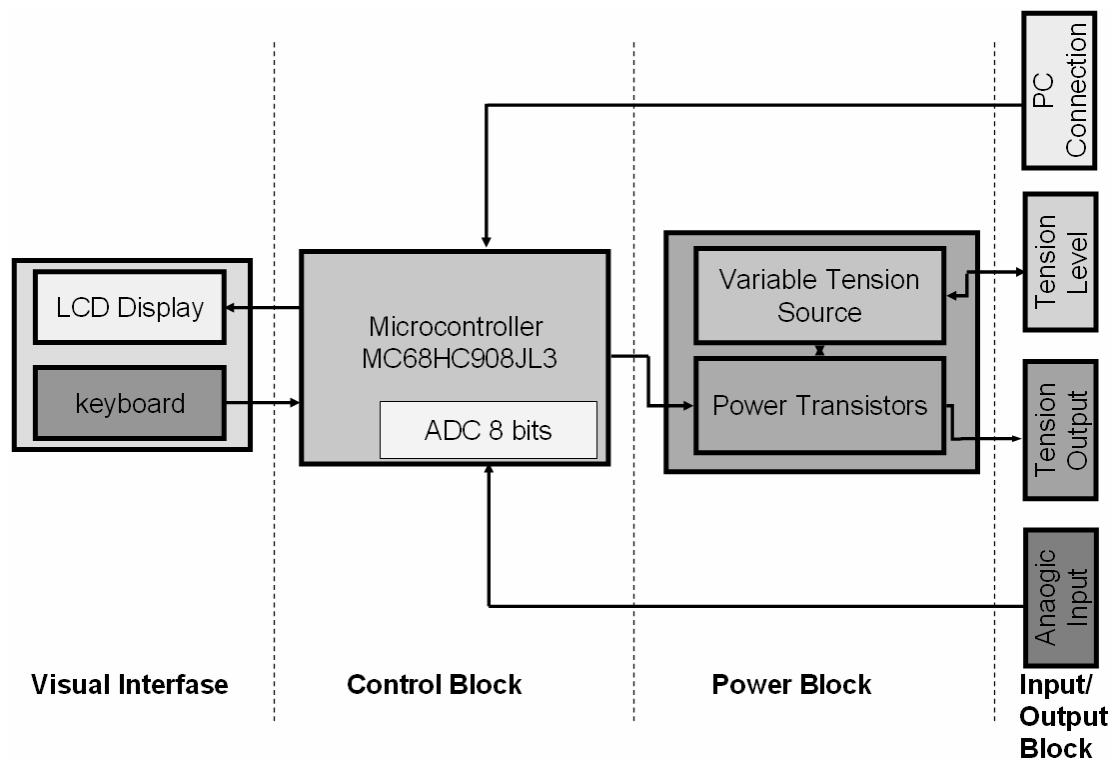 PC
Connection
Tension
Level
Tension
Output
Anaogic
Input
LCD Display
keyboard
Microcontroller
MC68HC908JL3
ADC 8 bits
Variable Tension
Source
Power Transistors
Visual Interfase
Control Block
Power Block
Input/
Output
Block